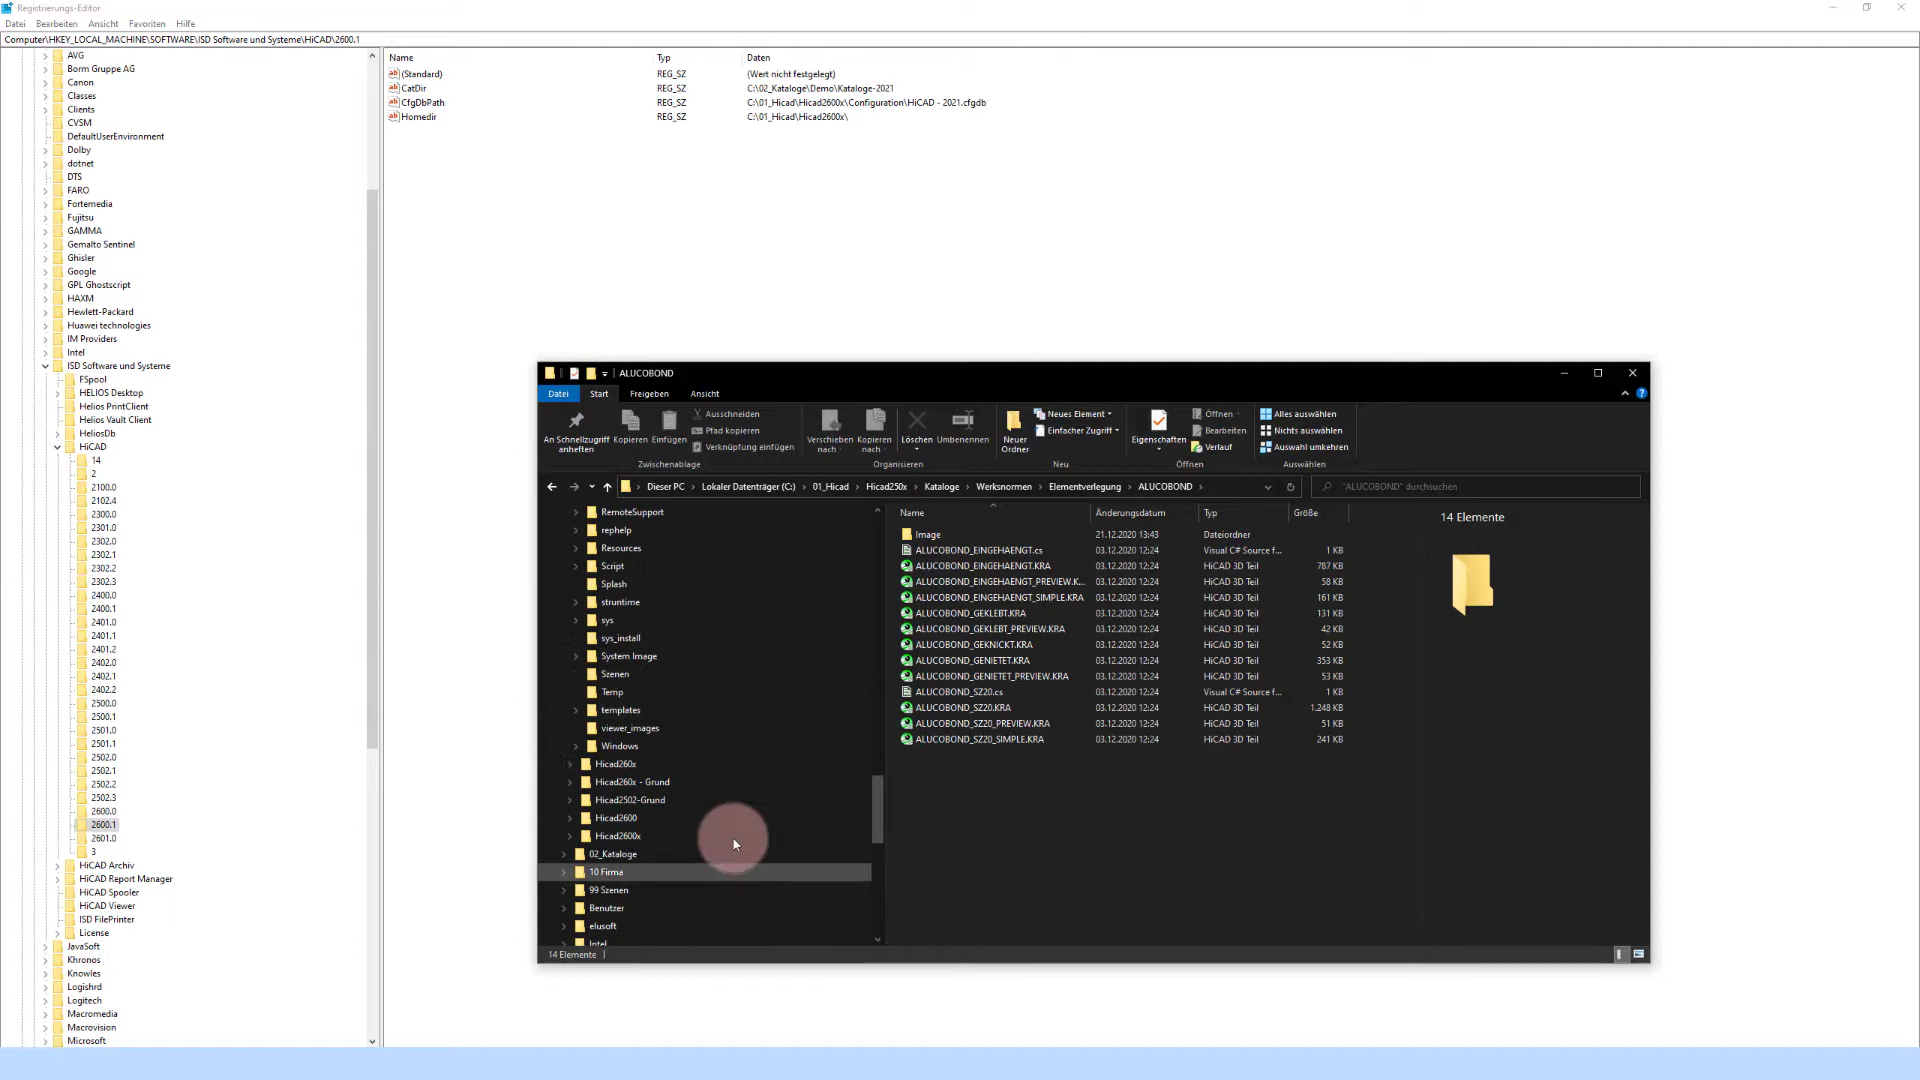 Registrierungs-Editor
Datei Bearbeiten Ansicht Favoriten Hilfe
Computer\HKEY_LOCAL_MACHINE\SOFTWARE\ISD Software und Systeme\HiCAD\2600.1
AVG
Borm Gruppe AG
Canon
Classes
Clients
CVSM
DefaultUserEnvironment
Dolby
dotnet
DTS
FARO
Fortemedia
Fujitsu
GAMMA
Gemalto Sentinel
Ghisler
Google
GPL Ghostscript
HAXM
Hewlett-Packard
Huawei technologies
IM Providers
Intel
ISD Software und Systeme
FSpool
HELIOS Desktop
Helios PrintClient
Helios Vault Client
HeliosDb
HiCAD
14
2
2100.0
2102.4
2300.0
2301.0
2302.0
2302.1
2302.2
2302.3
2400.0
2400.1
2401.0
2401.1
2402.0
2402.0
2402.1
2402.2
2500.0
2500.1
2501.0
2501.1
2502.0
2502.1
2502.2
2502.3
2600.0
2600.1
2601.0
3
HiCAD Archiv
HiCAD Report Manager
HiCAD Spooler
HiCAD Viewer
ISD FilePrinter
License
JavaSoft
Khronos
Knowles
Logishrd
Logitech
Macromedia
Macrovision
Microsoft
Name Typ Daten
(Standard) REG_SZ (Wert nicht festgelegt)
CatDir REG_SZ C:\02_Kataloge\Demo\Kataloge-2021
CfgDbPath REG_SZ C:\01_Hicad\Hicad2600x\Configuration\HiCAD - 2021.cfgdb
Homedir REG_SZ C:\01_Hicad\Hicad2600x\
ALUCOBOND
Datei Start Freigeben Ansicht
An Schnellzugriff anheften
Kopieren
Einfügen
Ausschneiden
Pfad kopieren
Verknüpfung einfügen
Zwischenablage
Verschieben nach
Kopieren nach
Löschen
Umbenennen
Organisieren
Neuer Ordner
Neues Element
Einfacher Zugriff
Neu
Eigenschaften
Öffnen
Bearbeiten
Verlauf
Öffnen
Alles auswählen
Nichts auswählen
Auswahl umkehren
Auswählen
Dieser PC Lokaler Datenträger (C:) 01_Hicad Hicad250x Kataloge Werksnormen Elementverlegung ALUCOBOND
"ALUCOBOND" durchsuchen
RemoteSupport
rephelp
Resources
Script
Splash
struntime
sys
sys_install
System Image
Szenen
Temp
templates
viewer_images
Windows
Hicad260x
Hicad260x - Grund
Hicad2502-Grund
Hicad2600
Hicad2600x
02_Kataloge
10 Firma
99 Szenen
Benutzer
elusoft
Intel
Name Änderungsdatum Typ Größe
Image 21.12.2020 13:43 Dateiordner
ALUCOBOND_EINGEHAENGT.cs 03.12.2020 12:24 Visual C# Source f... 1 KB
ALUCOBOND_EINGEHAENGT.KRA 03.12.2020 12:24 HiCAD 3D Teil 787 KB
ALUCOBOND_EINGEHAENGT_PREVIEW.K... 03.12.2020 12:24 HiCAD 3D Teil 58 KB
ALUCOBOND_EINGEHAENGT_SIMPLE.KRA 03.12.2020 12:24 HiCAD 3D Teil 161 KB
ALUCOBOND_GEKLEBT.KRA 03.12.2020 12:24 HiCAD 3D Teil 131 KB
ALUCOBOND_GEKLEBT_PREVIEW.KRA 03.12.2020 12:24 HiCAD 3D Teil 42 KB
ALUCOBOND_GEKNICKT.KRA 03.12.2020 12:24 HiCAD 3D Teil 52 KB
ALUCOBOND_GENIETET.KRA 03.12.2020 12:24 HiCAD 3D Teil 353 KB
ALUCOBOND_GENIETET_PREVIEW.KRA 03.12.2020 12:24 HiCAD 3D Teil 53 KB
ALUCOBOND_SZ20.cs 03.12.2020 12:24 Visual C# Source f... 1 KB
ALUCOBOND_SZ20.KRA 03.12.2020 12:24 HiCAD 3D Teil 1.248 KB
ALUCOBOND_SZ20_PREVIEW.KRA 03.12.2020 12:24 HiCAD 3D Teil 51 KB
ALUCOBOND_SZ20_SIMPLE.KRA 03.12.2020 12:24 HiCAD 3D Teil 241 KB
14 Elemente
14 Elemente